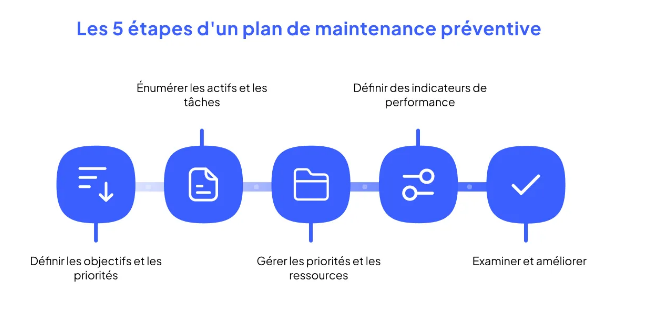 Les 5 étapes d'un plan de maintenance préventive
Énumérer les actifs et les
tâches
Définir des indicateurs de
performance
Définir les objectifs et les
priorités
Gérer les priorités et les
ressources
Examiner et améliorer